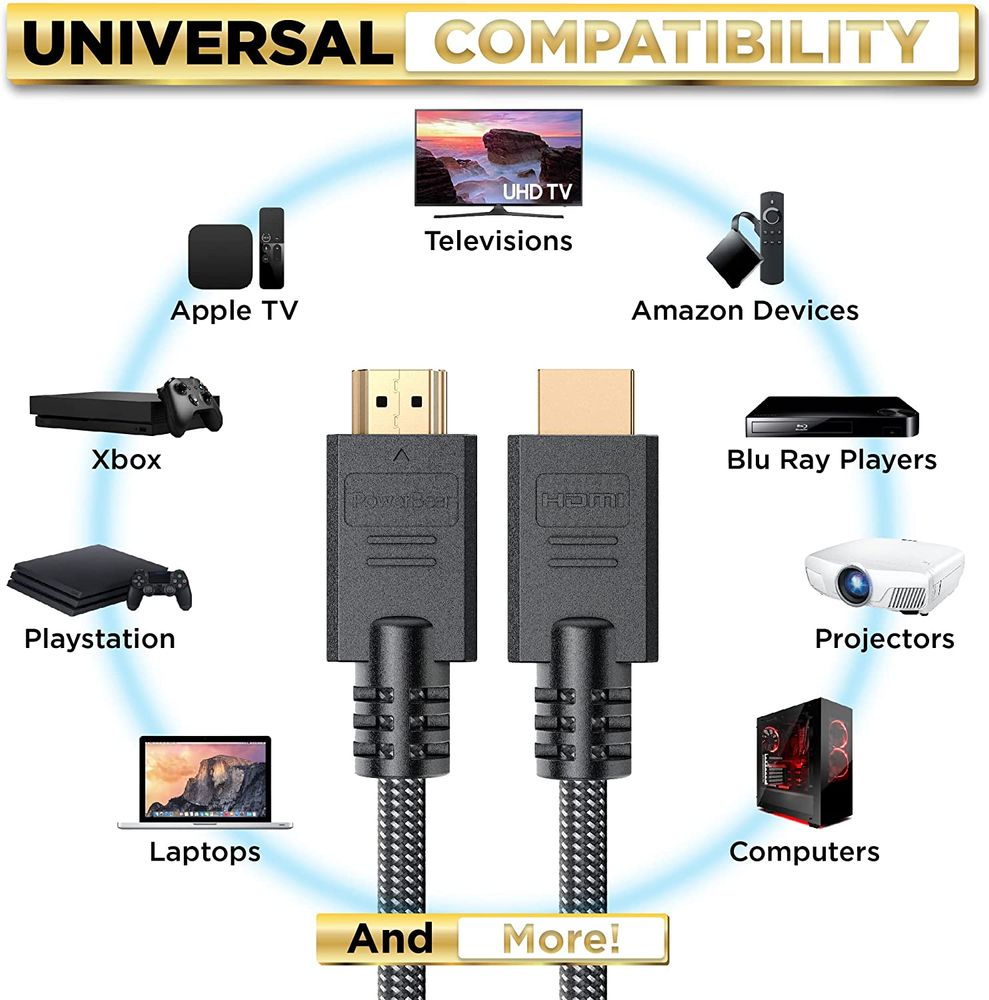 UNIVERSAL COMPATIBILITY
UHD TV
Televisions
Apple TV
Amazon Devices
Xbox
Blu Ray Players
PowerBear
HDMI
Playstation
Projectors
Laptops
Computers
And More!